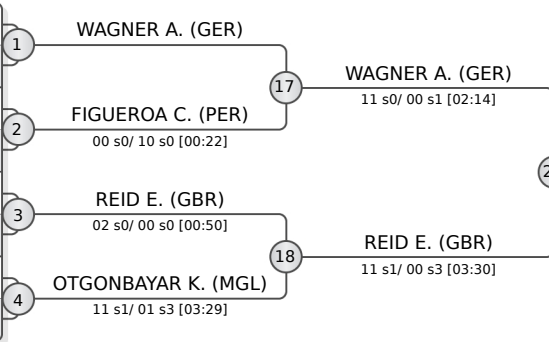 WAGNER A. (GER)
1
17
WAGNER A. (GER)
11 s0/ 00 s1 [02:14]
FIGUEROA C. (PER)
2
00 s0/ 10 s0 [00:22]
REID E. (GBR)
3
02 s0/ 00 s0 [00:50]
18
REID E. (GBR)
11 s1/ 00 s3 [03:30]
OTGONBAYAR K. (MGL)
4
11 s1/ 01 s3 [03:29]